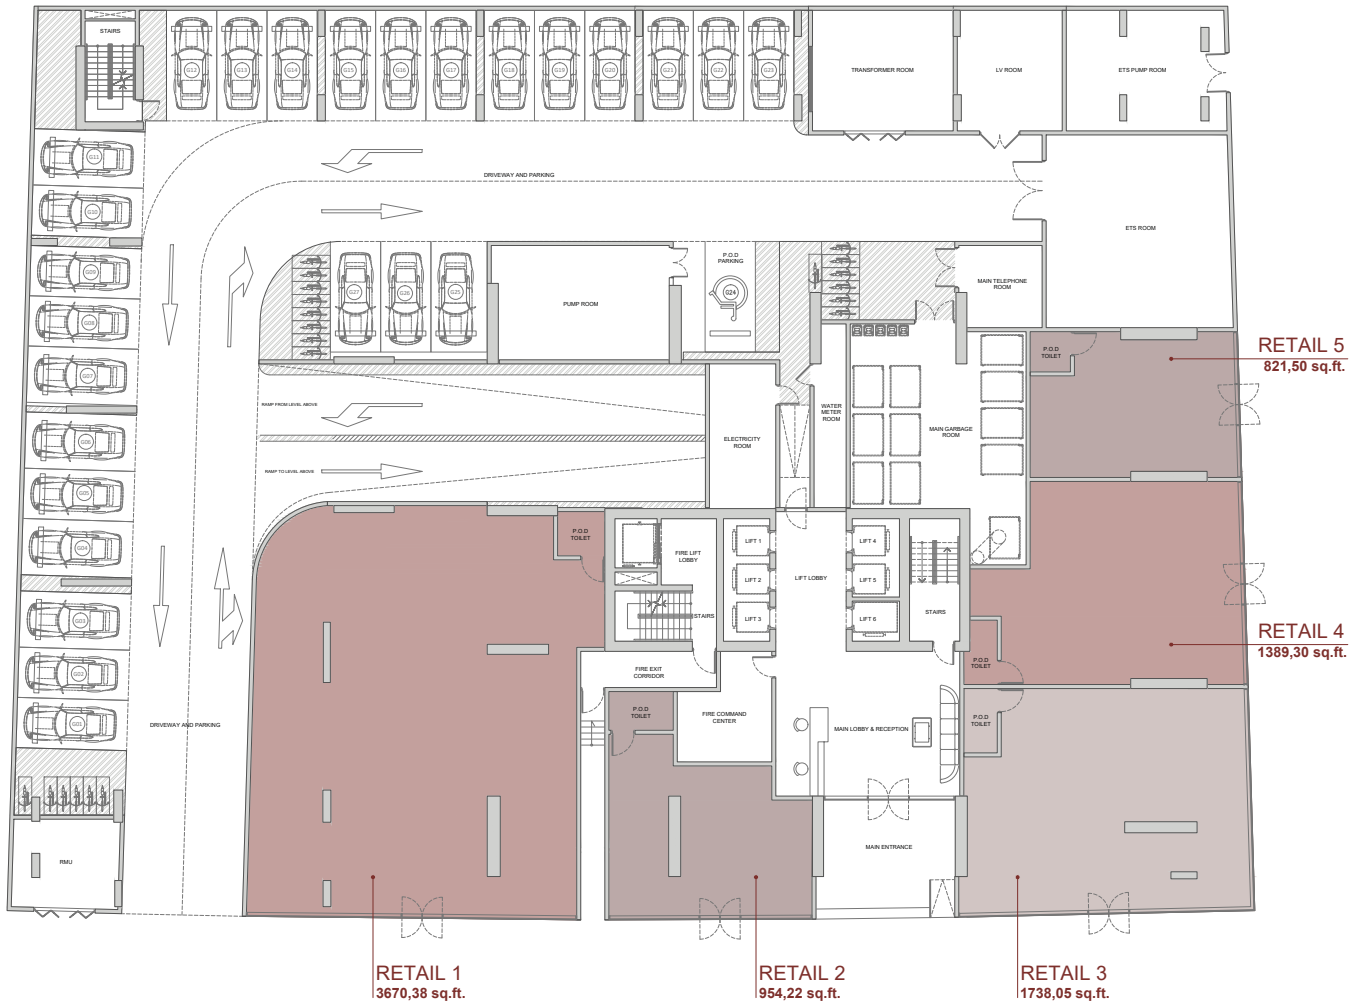 STAIRS
G12
G13
G14
G15
G16
G17
G18
G19
G20
G21
G22
G23
TRANSFORMER ROOM
LV ROOM
ETS PUMP ROOM
G11
G10
G09
G08
G07
G06
G05
G04
G03
G02
G01
DRIVEWAY AND PARKING
ETS ROOM
P.O.D
PARKING
G24
G27
G26
G25
PUMP ROOM
MAIN TELEPHONE
ROOM
P.O.D
TOILET
RETAIL 5
821,50 sq.ft.
RAMP FROM LEVEL ABOVE
RAMP TO LEVEL ABOVE
ELECTRICITY
ROOM
WATER
METER
ROOM
MAIN GARBAGE
ROOM
P.O.D
TOILET
FIRE LIFT
LOBBY
STAIRS
LIFT 1
LIFT 2
LIFT 3
LIFT LOBBY
LIFT 4
LIFT 5
LIFT 6
STAIRS
RETAIL 4
1389,30 sq.ft.
P.O.D
TOILET
FIRE EXIT
CORRIDOR
P.O.D
TOILET
FIRE COMMAND
CENTER
MAIN LOBBY & RECEPTION
P.O.D
TOILET
DRIVEWAY AND PARKING
MAIN ENTRANCE
RMU
RETAIL 1
3670,38 sq.ft.
RETAIL 2
954,22 sq.ft.
RETAIL 3
1738,05 sq.ft.